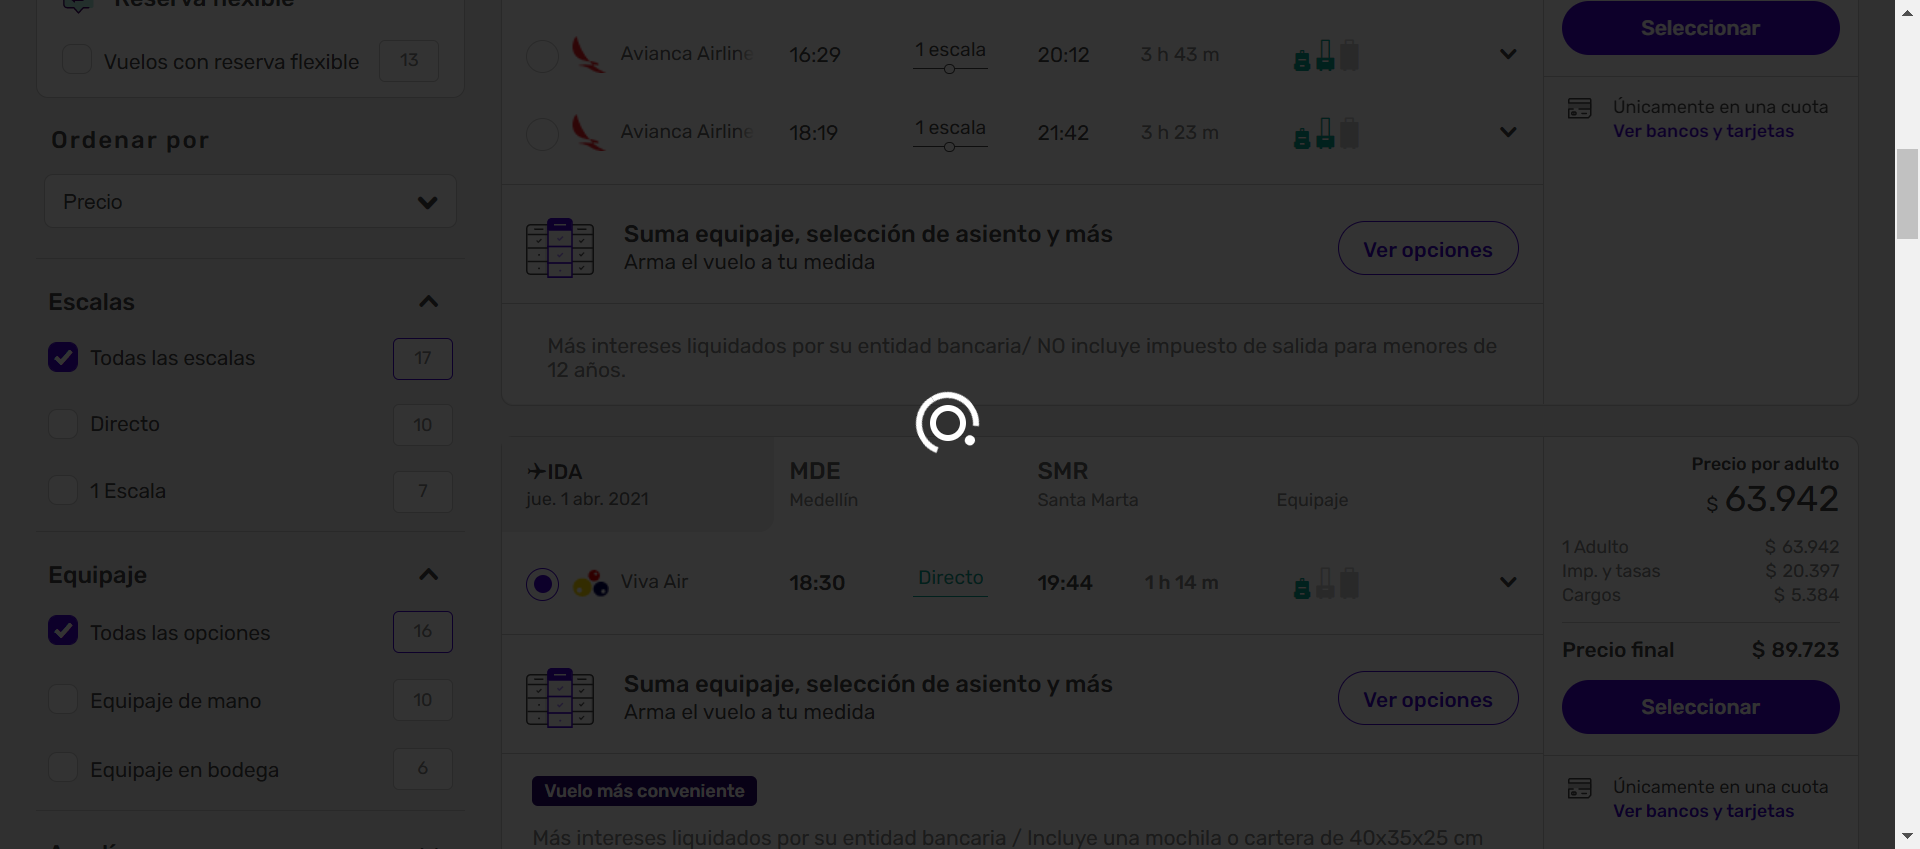 Reserva flexible
Vuelos con reserva flexible 13
Ordenar por
Precio
Escalas
Todas las escalas 17
Directo 10
1 Escala 7
Equipaje
Todas las opciones 16
Equipaje de mano 10
Equipaje en bodega 6
Avianca Airline 16:29 1 escala 20:12 3 h 43 m
Avianca Airline 18:19 1 escala 21:42 3 h 23 m
Suma equipaje, selección de asiento y más
Arma el vuelo a tu medida
Ver opciones
Más intereses liquidados por su entidad bancaria/ NO incluye impuesto de salida para menores de
12 años.
Seleccionar
Únicamente en una cuota
Ver bancos y tarjetas
IDA MDE SMR
jue. 1 abr. 2021 Medellín Santa Marta Equipaje
Viva Air 18:30 Directo 19:44 1 h 14 m
Suma equipaje, selección de asiento y más
Arma el vuelo a tu medida
Ver opciones
Vuelo más conveniente
Más intereses liquidados por su entidad bancaria / Incluye una mochila o cartera de 40x35x25 cm
Precio por adulto
$ 63.942
1 Adulto $ 63.942
Imp. y tasas $ 20.397
Cargos $ 5.384
Precio final $ 89.723
Seleccionar
Únicamente en una cuota
Ver bancos y tarjetas